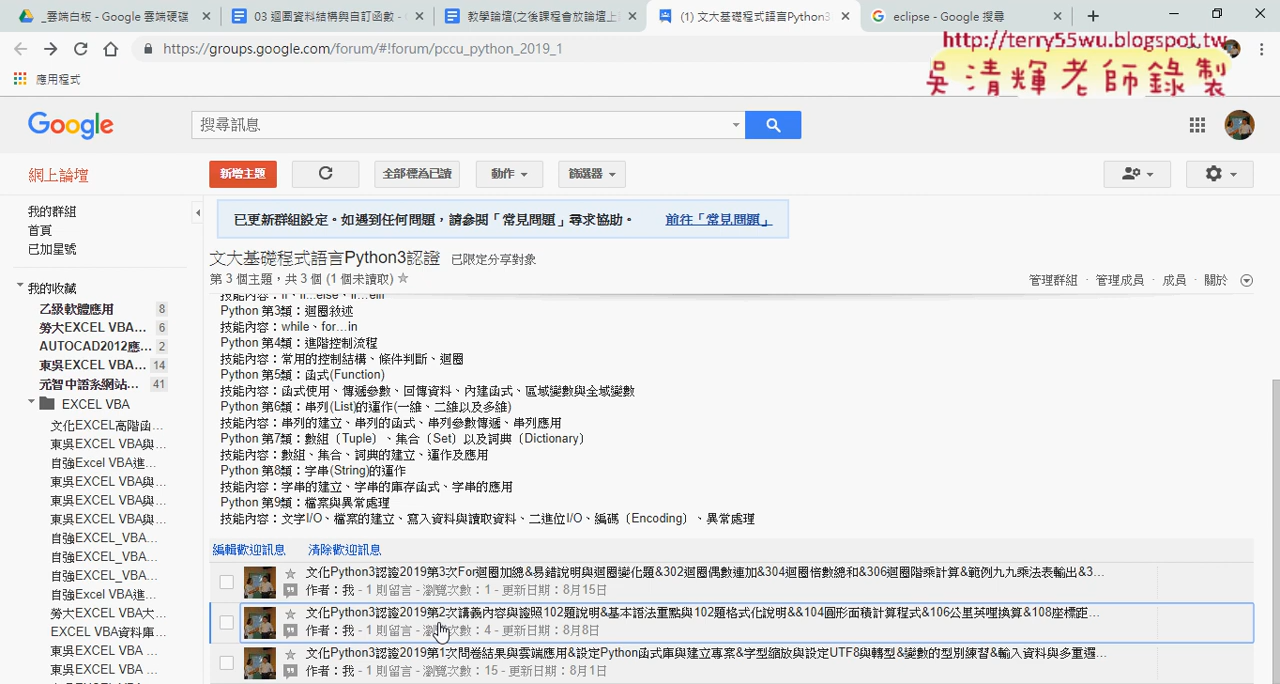 _雲端白板 - Google 雲端硬碟
03 迴圈資料結構與自訂函數 -
教學論壇(之後課程會放論壇上
(1) 文大基礎程式語言Python3
eclipse - Google 搜尋
https://groups.google.com/forum/#!forum/pccu_python_2019_1
http://terry55wu.blogspot.tw
應用程式
吳清輝老師錄製
Google
搜尋訊息
網上論壇
新增主題
全部標為已讀
動作
篩選器
我的群組
首頁
已加星號
已更新群組設定。如遇到任何問題，請參閱「常見問題」尋求協助。 前往「常見問題」
文大基礎程式語言Python3認證 已限定分享對象
第 3 個主題，共 3 個 (1 個未讀取)
管理群組 · 管理成員 · 成員 · 關於
我的收藏
乙級軟體應用 8
勞大EXCEL VBA... 6
AUTOCAD2012應... 2
東吳EXCEL VBA... 14
元智中語系網站... 41
EXCEL VBA
文化EXCEL高階函...
東吳EXCEL VBA與...
自強Excel VBA進...
東吳EXCEL VBA與...
東吳EXCEL VBA與...
東吳EXCEL VBA與...
自強EXCEL_VBA...
自強EXCEL_VBA...
自強EXCEL_VBA...
自強Excel VBA進...
勞大EXCEL VBA大...
EXCEL VBA資料庫...
東吳EXCEL VBA ...
東吳EXCEL VBA ...
技能內容：if、if...else、if...elif
Python 第3類：迴圈敘述
技能內容：while、for…in
Python 第4類：進階控制流程
技能內容：常用的控制結構、條件判斷、迴圈
Python 第5類：函式(Function)
技能內容：函式使用、傳遞參數、回傳資料、內建函式、區域變數與全域變數
Python 第6類：串列(List)的運作(一維、二維以及多維)
技能內容：串列的建立、串列的函式、串列參數傳遞、串列應用
Python 第7類：數組（Tuple）、集合（Set）以及詞典（Dictionary）
技能內容：數組、集合、詞典的建立、運作及應用
Python 第8類：字串(String)的運作
技能內容：字串的建立、字串的庫存函式、字串的應用
Python 第9類：檔案與異常處理
技能內容：文字I/O、檔案的建立、寫入資料與讀取資料、二進位I/O、編碼（Encoding）、異常處理
編輯歡迎訊息 清除歡迎訊息
文化Python3認證2019第3次For迴圈加總&易錯說明與迴圈變化題&302迴圈偶數連加&304迴圈倍數總和&306迴圈階乘計算&範例九九乘法表輸出&3...
作者：我 - 1 則留言 - 瀏覽次數：1 - 更新日期：8月15日
文化Python3認證2019第2次講義內容與證照102題說明&基本語法重點與102題格式化說明&&104圓形面積計算程式&106公里英哩換算&108座標距...
作者：我 - 1 則留言 - 瀏覽次數：4 - 更新日期：8月8日
文化Python3認證2019第1次問卷結果與雲端應用&設定Python函式庫與建立專案&字型縮放與設定UTF8與轉型&變數的型別練習&輸入資料與多重選...
作者：我 - 1 則留言 - 瀏覽次數：15 - 更新日期：8月1日